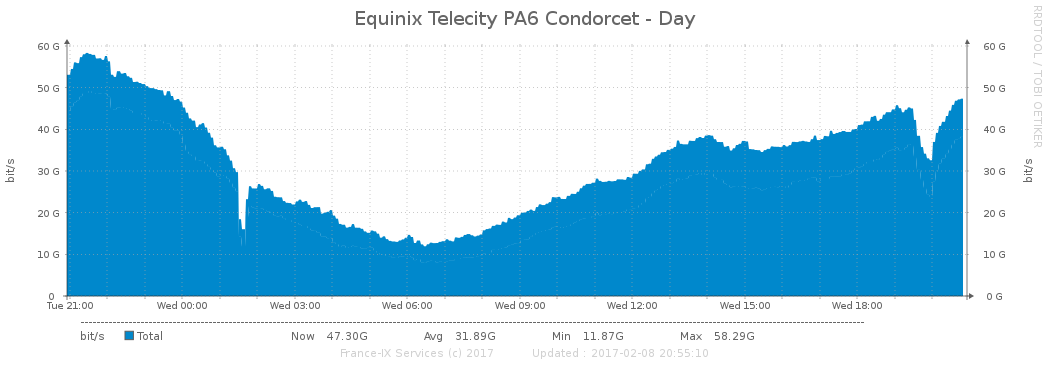 Equinix Telecity PA6 Condorcet - Day
RRDTOOL / TOBI OETIKER
60 G 60 G
50 G 50 G
40 G 40 G
30 G 30 G
20 G 20 G
10 G 10 G
0 0 G
bit/s bit/s
Tue 21:00 Wed 00:00 Wed 03:00 Wed 06:00 Wed 09:00 Wed 12:00 Wed 15:00 Wed 18:00
bit/s Total Now 47.30G Avg 31.89G Min 11.87G Max 58.29G
France-IX Services (c) 2017 Updated : 2017-02-08 20:55:10